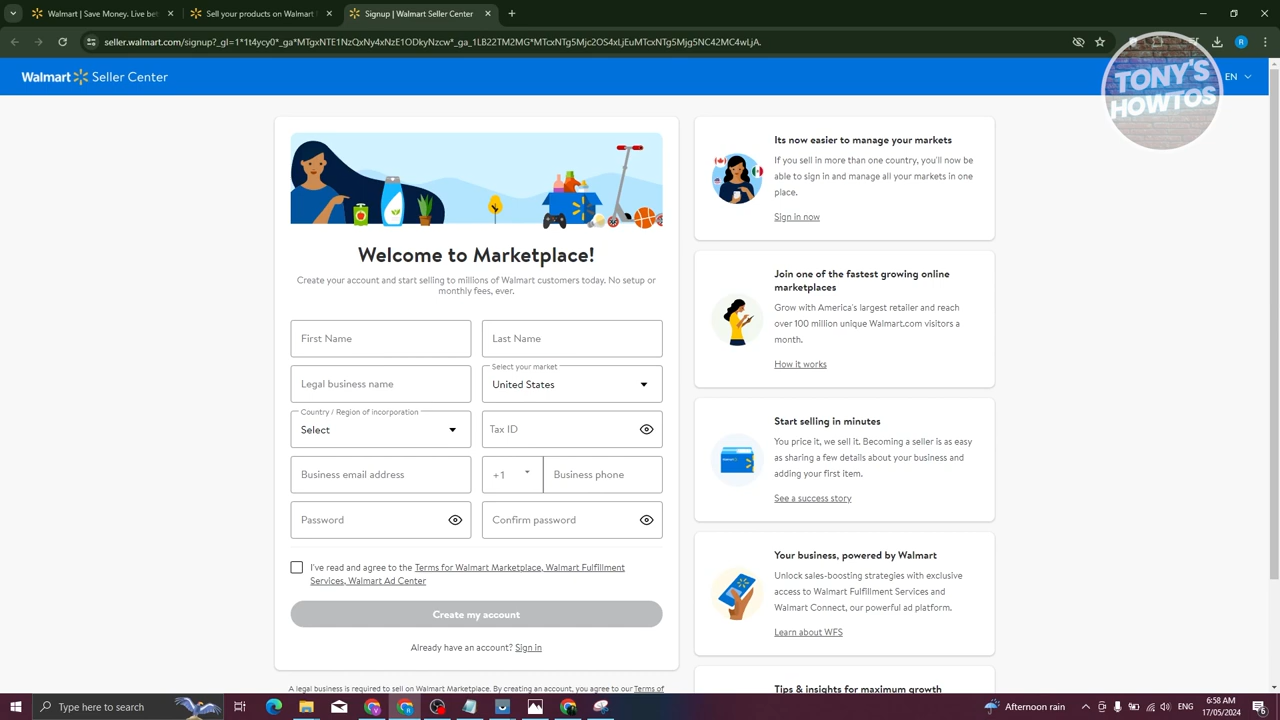 Walmart | Save Money. Live bet
Sell your products on Walmart
Signup | Walmart Seller Center
seller.walmart.com/signup?_gl=1*1t4ycy0*_ga*MTgxNTE1NzQxNy4xNzE1ODkyNzcw*_ga_1LB22TM2MG*MTcxNTg5Mjc2OS4xLjEuMTcxNTg5Mjg5NC42MC4wLjA.
R
Walmart Seller Center
EN
TONY'S
HOWTOS
Welcome to Marketplace!
Create your account and start selling to millions of Walmart customers today. No setup or
monthly fees, ever.
First Name
Last Name
Legal business name
Select your market
United States
Country / Region of incorporation
Select
Tax ID
Business email address
+1
Business phone
Password
Confirm password
I've read and agree to the Terms for Walmart Marketplace, Walmart Fulfillment
Services, Walmart Ad Center
Create my account
Already have an account? Sign In
A legal business is required to sell on Walmart Marketplace. By creating an account, you agree to our Terms of
Its now easier to manage your markets
If you sell in more than one country, you'll now be
able to sign in and manage all your markets in one
place.
Sign in now
Join one of the fastest growing online
marketplaces
Grow with America's largest retailer and reach
over 100 million unique Walmart.com visitors a
month.
How it works
Start selling in minutes
You price it, we sell it. Becoming a seller is as easy
as sharing a few details about your business and
adding your first item.
See a success story
Your business, powered by Walmart
Unlock sales-boosting strategies with exclusive
access to Walmart Fulfillment Services and
Walmart Connect, our powerful ad platform.
Learn about WFS
Tips & insights for maximum growth
Type here to search
Afternoon rain
ENG
6:58 AM
17/05/2024
6